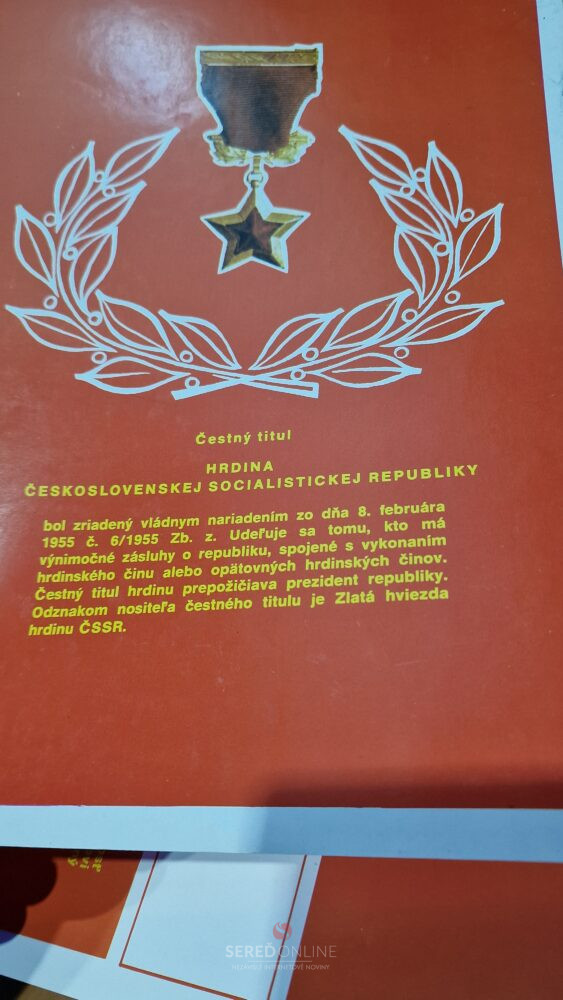 Čestný titul
HRDINA
ČESKOSLOVENSKEJ SOCIALISTICKEJ REPUBLIKY
bol zriadený vládnym nariadením zo dňa 8. februára
1955 č. 6/1955 Zb. z. Udeľuje sa tomu, kto má
výnimočné zásluhy o republiku, spojené s vykonaním
hrdinského činu alebo opätovných hrdinských činov.
Čestný titul hrdinu prepožičiava prezident republiky.
Odznakom nositeľa čestného titulu je Zlatá hviezda
hrdinu ČSSR.
SEREĎONLINE